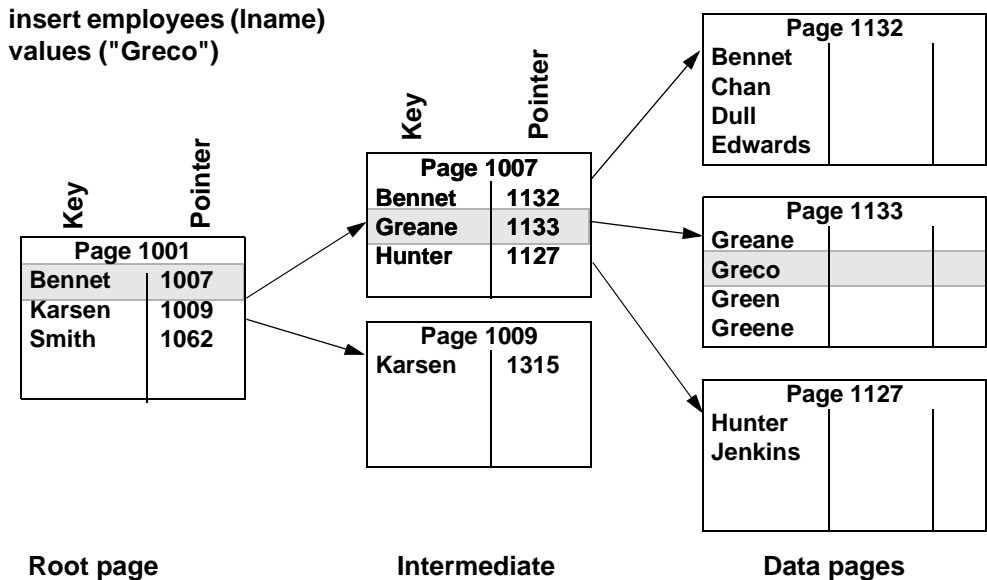 insert employees (lname)
values ("Greco")
Key Pointer
Page 1001
Bennet 1007
Karsen 1009
Smith 1062
Key Pointer
Page 1007
Bennet 1132
Greane 1133
Hunter 1127
Page 1009
Karsen 1315
Page 1132
Bennet
Chan
Dull
Edwards
Page 1133
Greane
Greco
Green
Greene
Page 1127
Hunter
Jenkins
Root page Intermediate Data pages